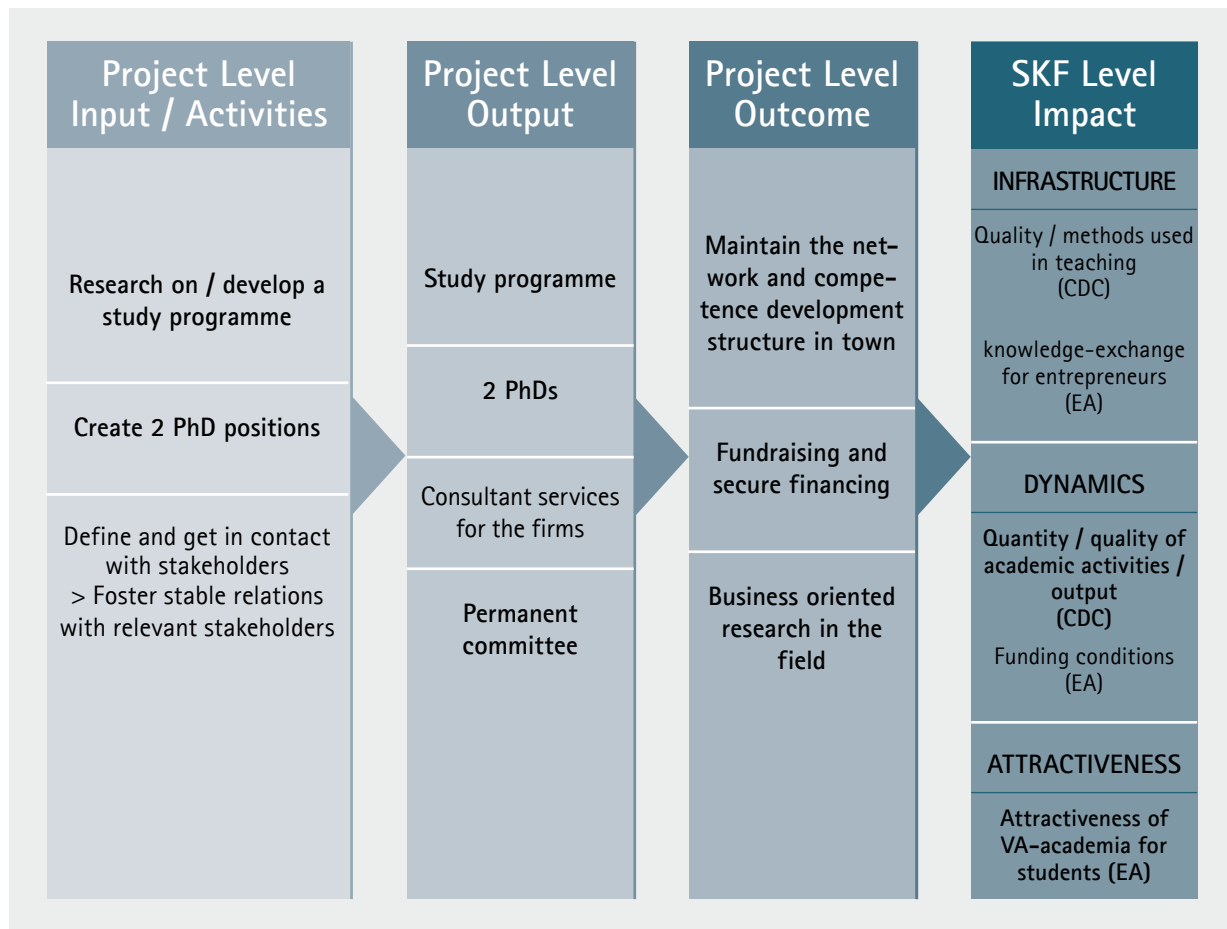 Project Level
Input / Activities
Research on / develop a
study programme
Create 2 PhD positions
Define and get in contact
with stakeholders
> Foster stable relations
with relevant stakeholders
Project Level
Output
Study programme
2 PhDs
Consultant services
for the firms
Permanent
committee
Project Level
Outcome
Maintain the net-
work and compe-
tence development
structure in town
Fundraising and
secure financing
Business oriented
research in the
field
SKF Level
Impact
INFRASTRUCTURE
Quality / methods used
in teaching
(CDC)
knowledge-exchange
for entrepreneurs
(EA)
DYNAMICS
Quantity / quality of
academic activities /
output
(CDC)
Funding conditions
(EA)
ATTRACTIVENESS
Attractiveness of
VA-academia for
students (EA)